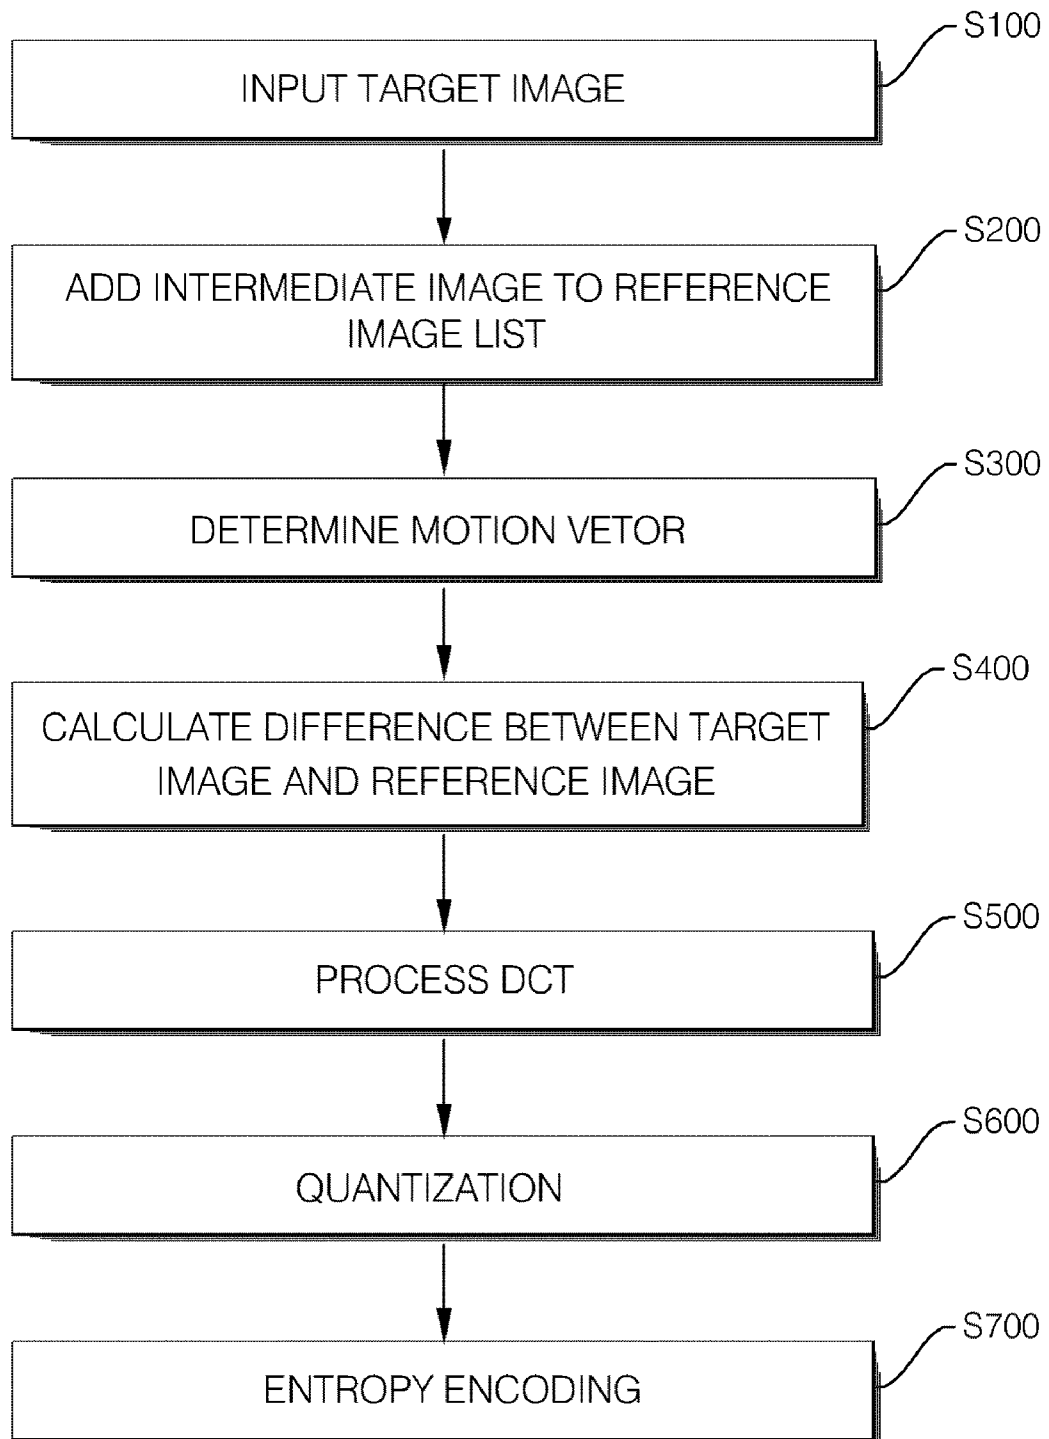 S100
INPUT TARGET IMAGE
S200
ADD INTERMEDIATE IMAGE TO REFERENCE
IMAGE LIST
S300
DETERMINE MOTION VETOR
S400
CALCULATE DIFFERENCE BETWEEN TARGET
IMAGE AND REFERENCE IMAGE
S500
PROCESS DCT
S600
QUANTIZATION
S700
ENTROPY ENCODING